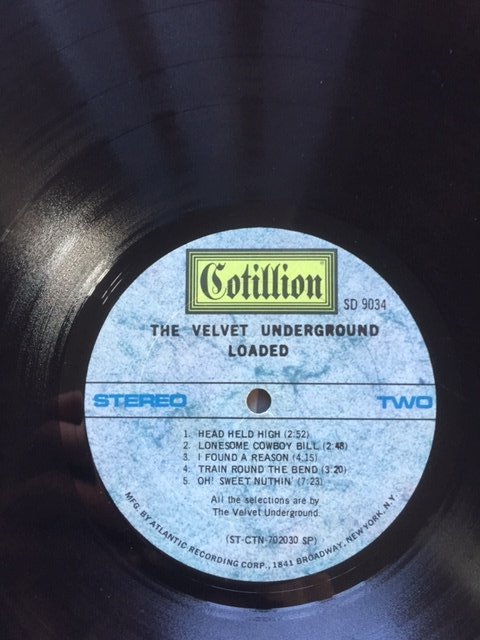 Cotillion
SD 9034
THE VELVET UNDERGROUND
LOADED
STEREO TWO
1. HEAD HELD HIGH (2:52)
2. LONESOME COWBOY BILL (2:48)
3. I FOUND A REASON (4:15)
4. TRAIN ROUND THE BEND (3:20)
5. OH! SWEET NUTHIN' (7:23)
All the selections are by
The Velvet Underground.
(ST-CTN-702030 SP)
MFG. BY ATLANTIC RECORDING CORP., 1841 BROADWAY, NEW YORK, N.Y.